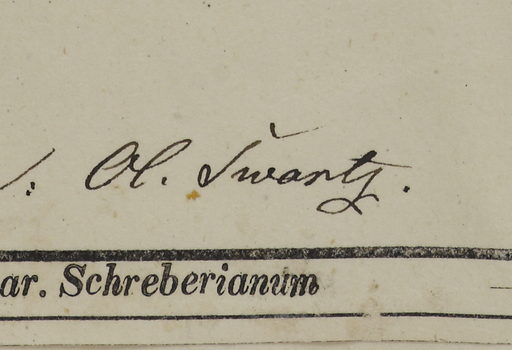 : Ol. Swartz.
ar. Schreberianum